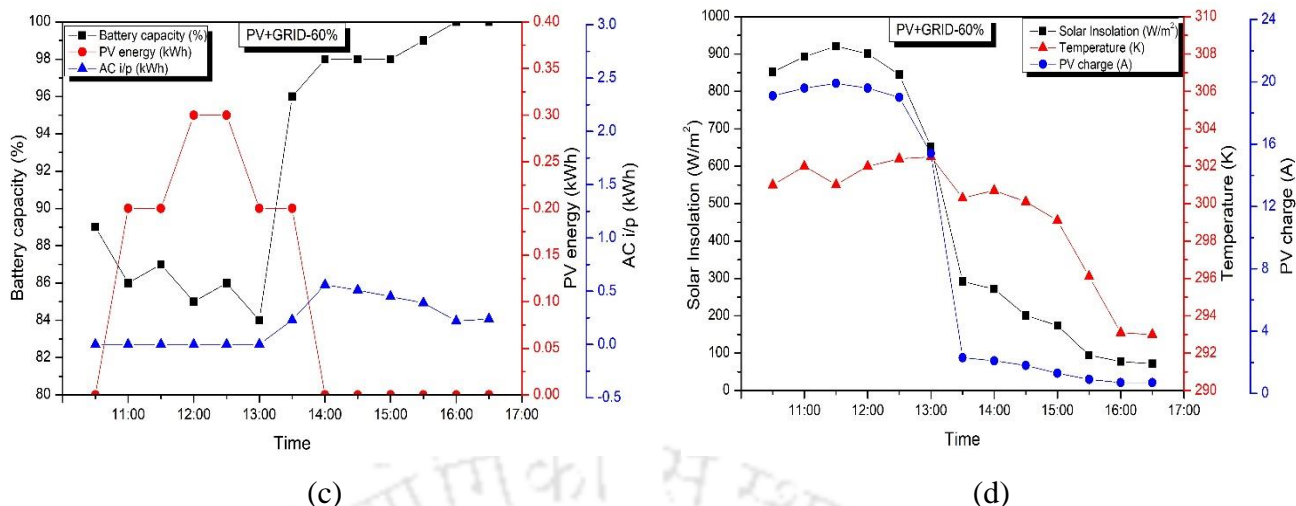 PV+GRID-60%
Battery capacity (%)
PV energy (kWh)
AC i/p (kWh)
Battery capacity (%)
100
98
96
94
92
90
88
86
84
82
80
0.40
0.35
0.30
0.25
0.20
0.15
0.10
0.05
0.00
PV energy (kWh)
3.0
2.5
2.0
1.5
1.0
0.5
0.0
-0.5
AC i/p (kWh)
11:00 12:00 13:00 14:00 15:00 16:00 17:00
Time
(c)
PV+GRID-60%
Solar Insolation (W/m²)
Temperature (K)
PV charge (A)
Solar Insolation (W/m²)
1000
900
800
700
600
500
400
300
200
100
0
310
308
306
304
302
300
298
296
294
292
290
Temperature (K)
24
20
16
12
8
4
0
PV charge (A)
11:00 12:00 13:00 14:00 15:00 16:00 17:00
Time
(d)